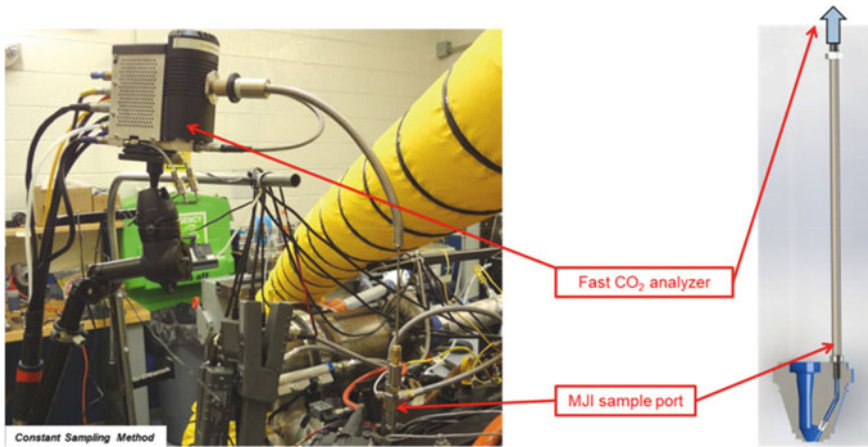 Fast CO₂ analyzer
MJI sample port
Constant Sampling Method